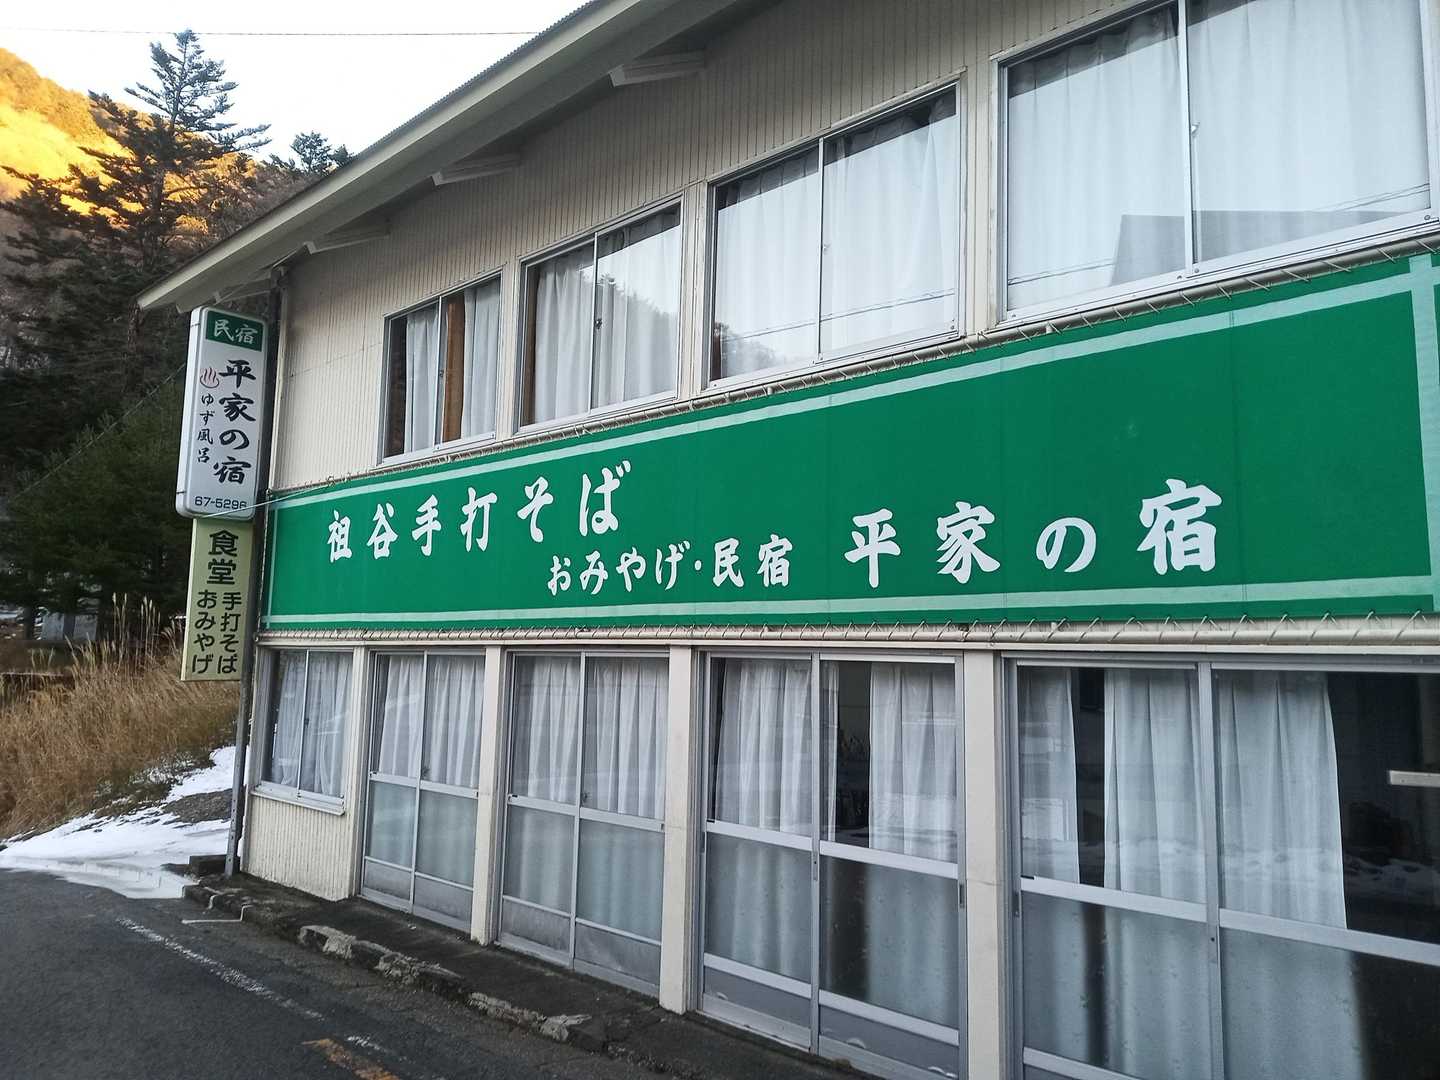 民宿
平家の宿
♨ゆず風呂
67-5296
食堂
手打そば
おみやげ
祖谷手打そば
おみやげ・民宿
平家の宿